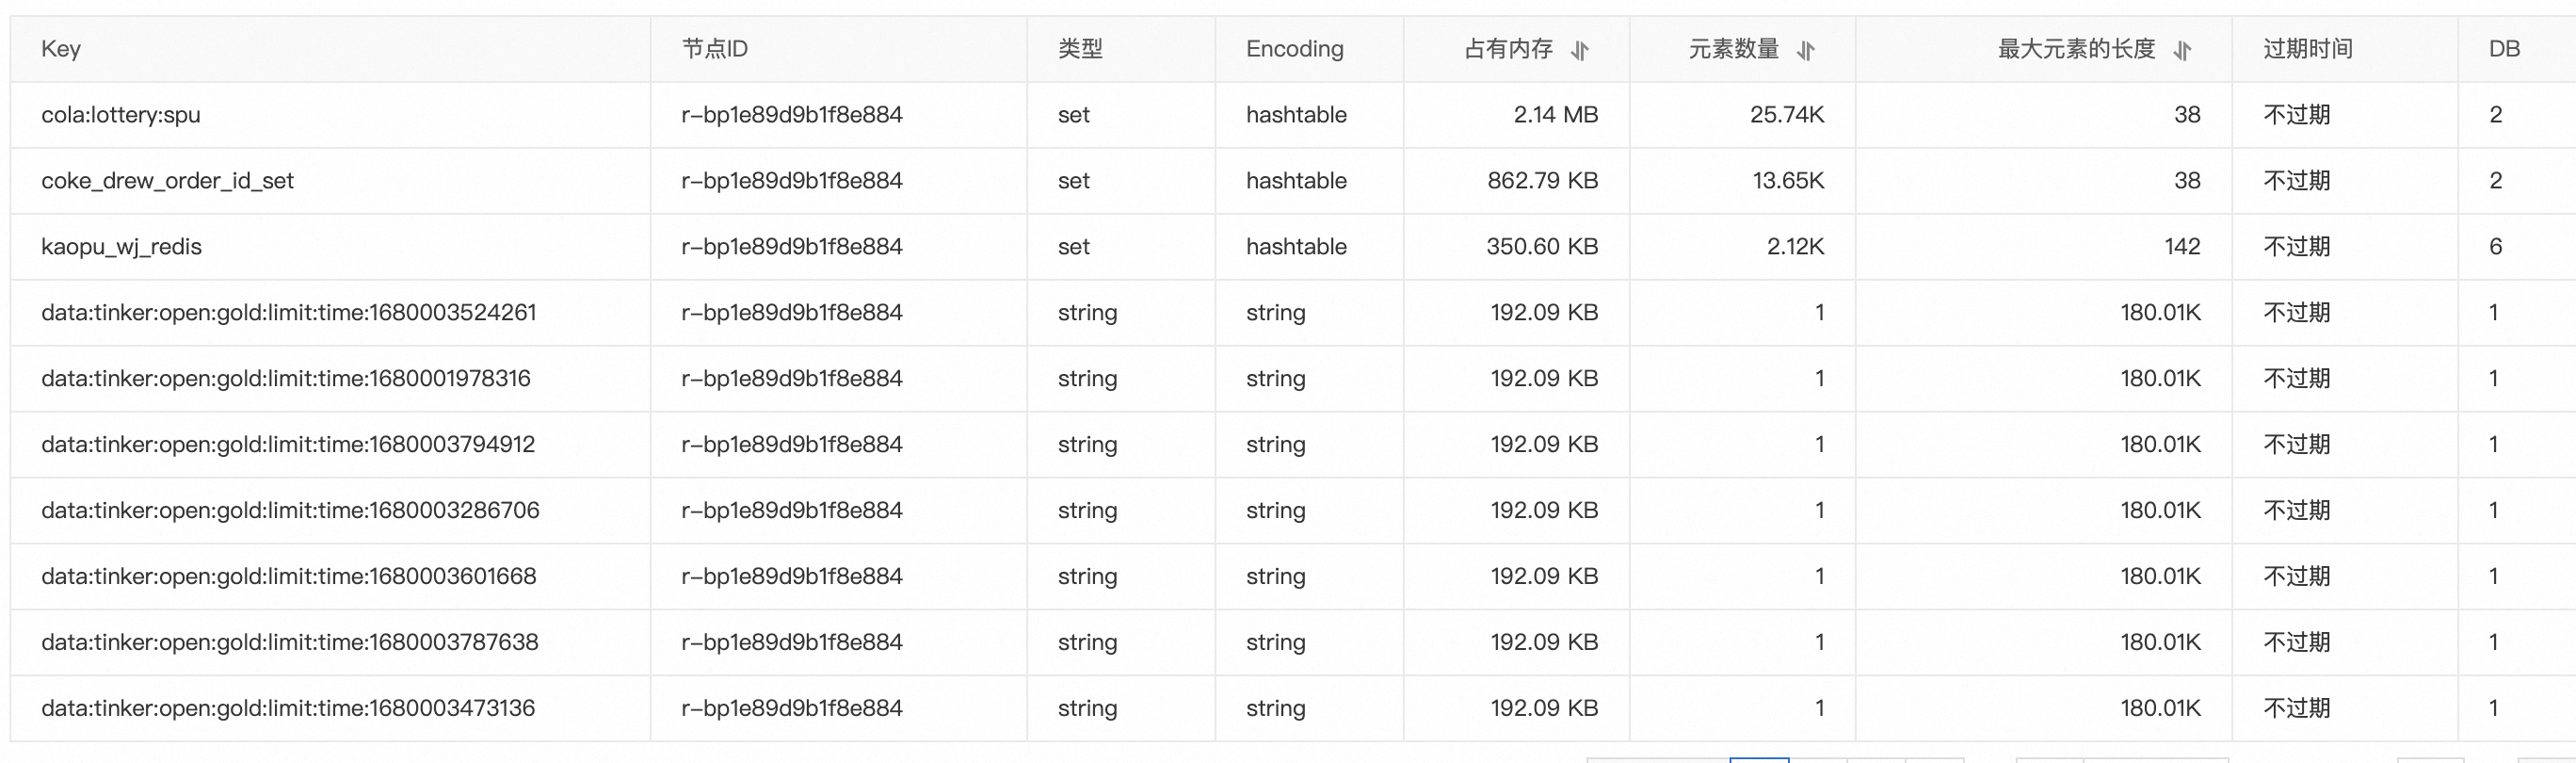 Key 节点ID 类型 Encoding 占有内存 元素数量 最大元素的长度 过期时间 DB
cola:lottery:spu r-bp1e89d9b1f8e884 set hashtable 2.14 MB 25.74K 38 不过期 2
coke_drew_order_id_set r-bp1e89d9b1f8e884 set hashtable 862.79 KB 13.65K 38 不过期 2
kaopu_wj_redis r-bp1e89d9b1f8e884 set hashtable 350.60 KB 2.12K 142 不过期 6
data:tinker:open:gold:limit:time:1680003524261 r-bp1e89d9b1f8e884 string string 192.09 KB 1 180.01K 不过期 1
data:tinker:open:gold:limit:time:1680001978316 r-bp1e89d9b1f8e884 string string 192.09 KB 1 180.01K 不过期 1
data:tinker:open:gold:limit:time:1680003794912 r-bp1e89d9b1f8e884 string string 192.09 KB 1 180.01K 不过期 1
data:tinker:open:gold:limit:time:1680003286706 r-bp1e89d9b1f8e884 string string 192.09 KB 1 180.01K 不过期 1
data:tinker:open:gold:limit:time:1680003601668 r-bp1e89d9b1f8e884 string string 192.09 KB 1 180.01K 不过期 1
data:tinker:open:gold:limit:time:1680003787638 r-bp1e89d9b1f8e884 string string 192.09 KB 1 180.01K 不过期 1
data:tinker:open:gold:limit:time:1680003473136 r-bp1e89d9b1f8e884 string string 192.09 KB 1 180.01K 不过期 1